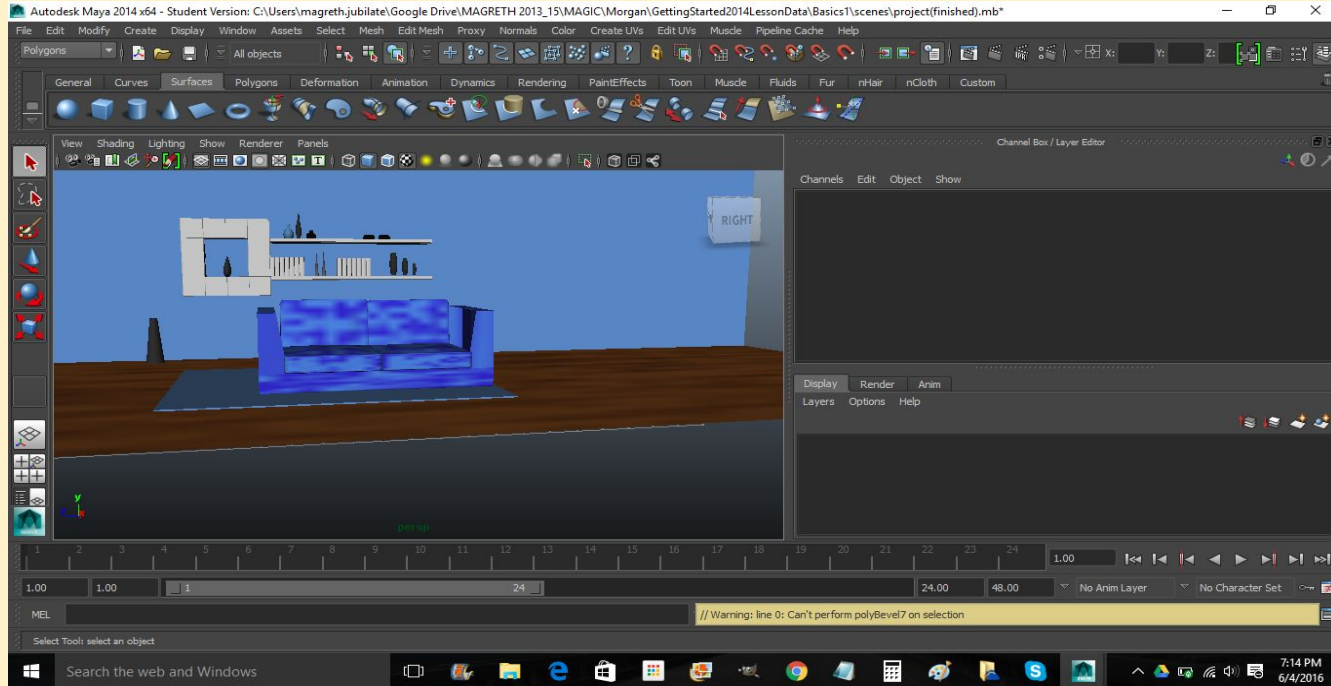 Autodesk Maya 2014 x64 - Student Version: C:\Users\magreth.jubilate\Google Drive\MAGRETH 2013_15\MAGIC\Morgan\GettingStarted2014LessonData\Basics1\scenes\project(finished).mb*
File Edit Modify Create Display Window Assets Select Mesh Edit Mesh Proxy Normals Color Create UVs Edit UVs Muscle Pipeline Cache Help
Polygons All objects X: Y: Z:
General Curves Surfaces Polygons Deformation Animation Dynamics Rendering PaintEffects Toon Muscle Fluids Fur nHair nCloth Custom
View Shading Lighting Show Renderer Panels
Channel Box / Layer Editor
Channels Edit Object Show
RIGHT
Display Render Anim
Layers Options Help
y
persp
1 2 3 4 5 6 7 8 9 10 11 12 13 14 15 16 17 18 19 20 21 22 23 24 1.00
1.00 1.00 1 24 24.00 48.00 No Anim Layer No Character Set
MEL // Warning: line 0: Can't perform polyBevel7 on selection
Select Tool: select an object
Search the web and Windows
7:14 PM
6/4/2016